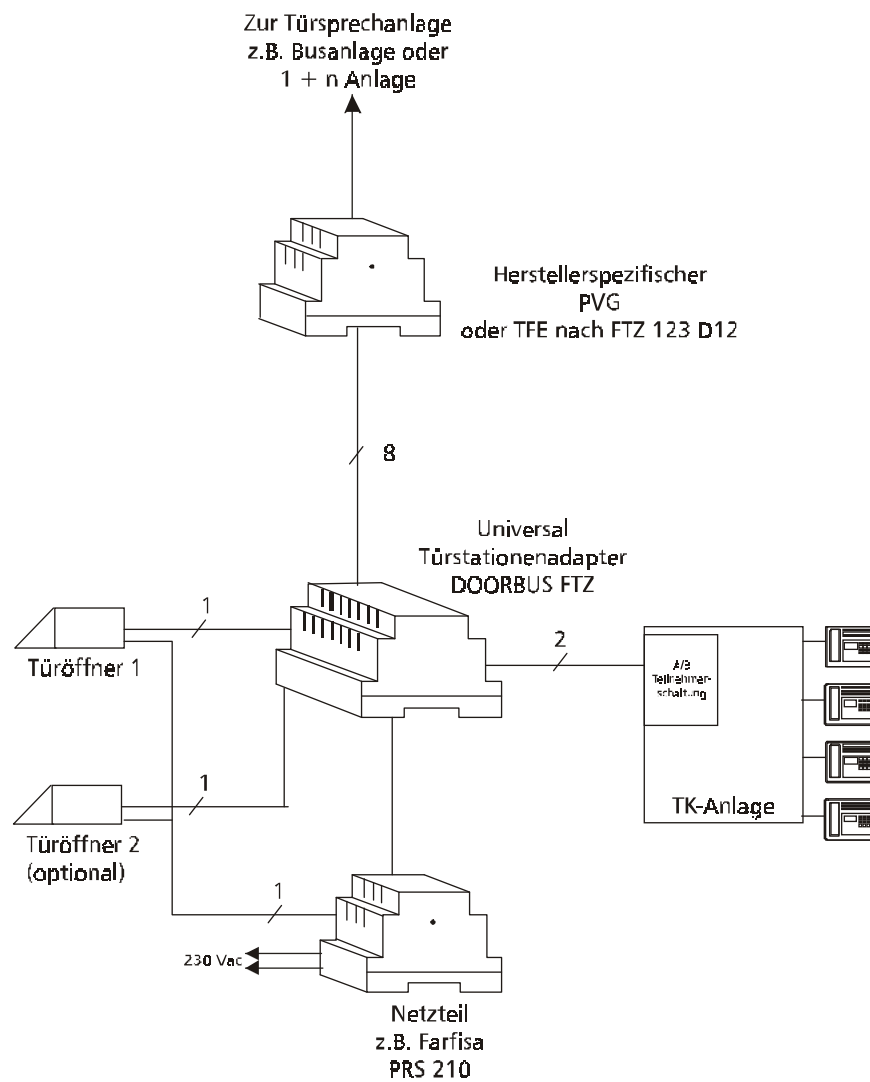 Zur Türsprechanlage
z.B. Busanlage oder
1 + n Anlage
Herstellerspezifischer
PVG
oder TFE nach FTZ 123 D12
8
Universal
Türstationenadapter
DOORBUS FTZ
1
Türöffner 1
2
A/B
Teilnehmer-
schaltung
TK-Anlage
1
Türöffner 2
(optional)
1
230 Vac
Netzteil
z.B. Farfisa
PRS 210